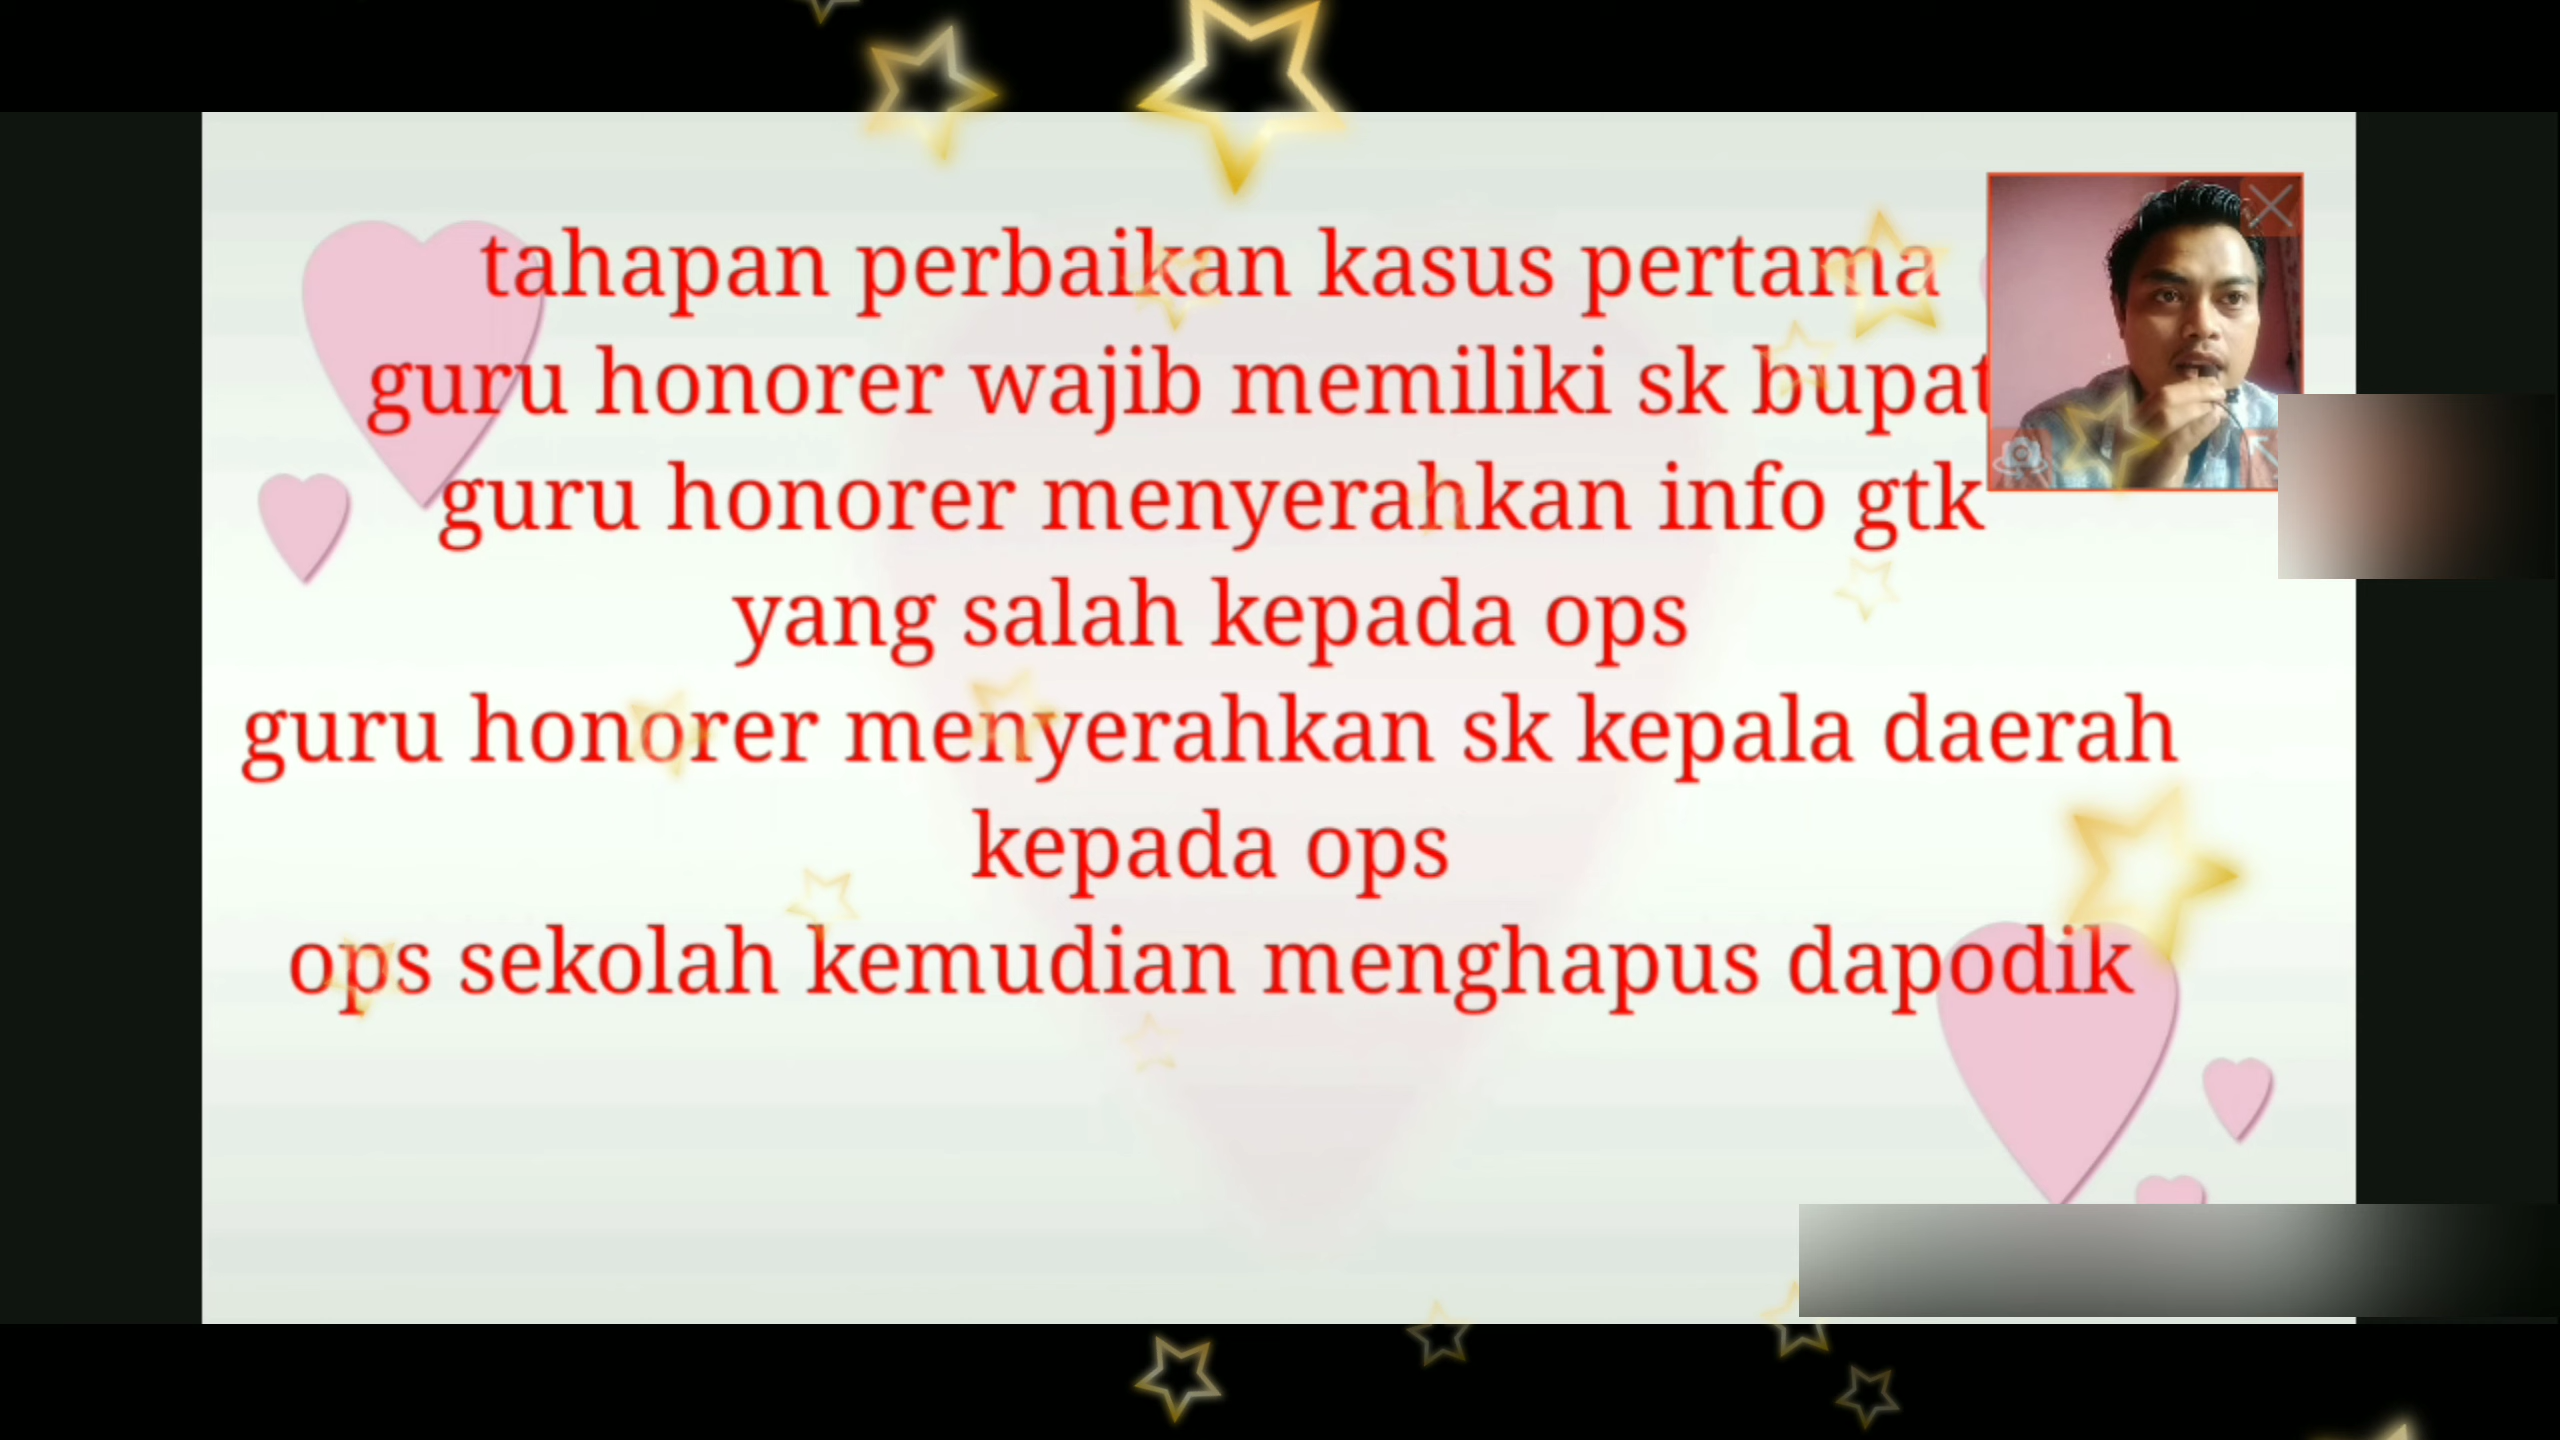 tahapan perbaikan kasus pertama
guru honorer wajib memiliki sk bupat
guru honorer menyerahkan info gtk
yang salah kepada ops
guru honorer menyerahkan sk kepala daerah
kepada ops
ops sekolah kemudian menghapus dapodik